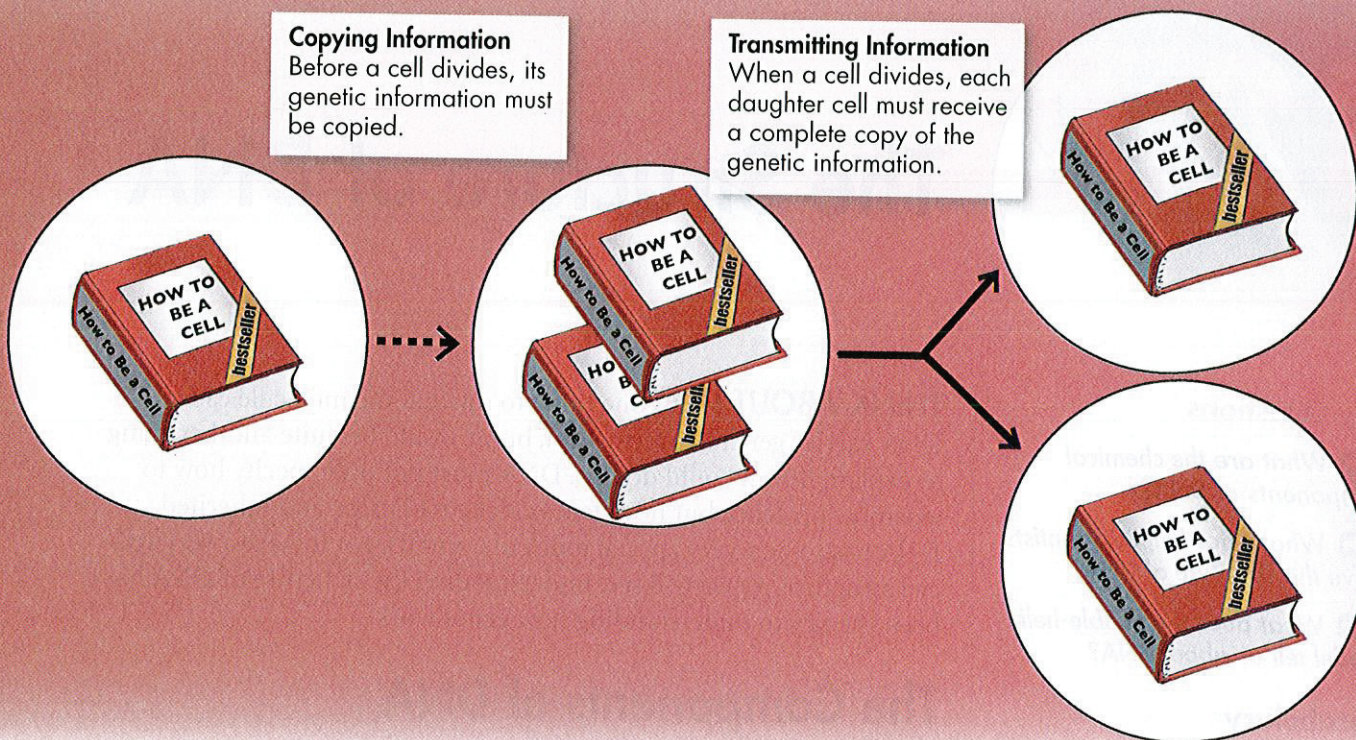 Copying Information
Before a cell divides, its
genetic information must
be copied.
Transmitting Information
When a cell divides, each
daughter cell must receive
a complete copy of the
genetic information.
HOW TO
BE A
CELL
How to Be a Cell
bestseller
HOW TO
BE A
CELL
How to Be a Cell
bestseller
HO
B
C
How to Be a Cell
bestsell
HOW TO
BE A
CELL
How to Be a Cell
bestseller
HOW TO
BE A
CELL
How to Be a Cell
bestseller